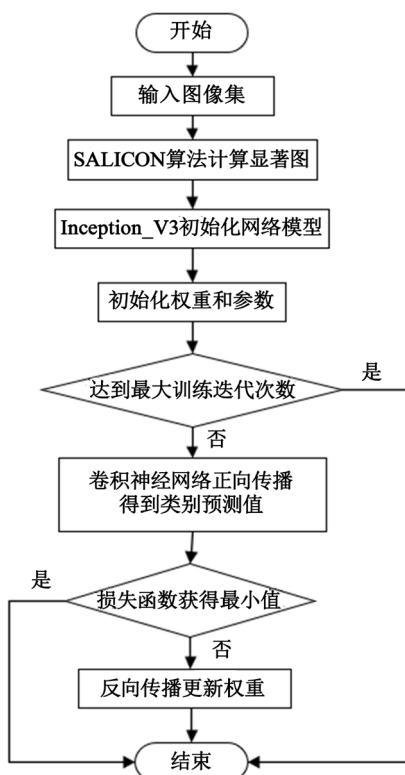 开始
输入图像集
SALICON算法计算显著图
Inception_V3初始化网络模型
初始化权重和参数
达到最大训练迭代次数
是
否
卷积神经网络正向传播
得到类别预测值
是
损失函数获得最小值
否
反向传播更新权重
结束